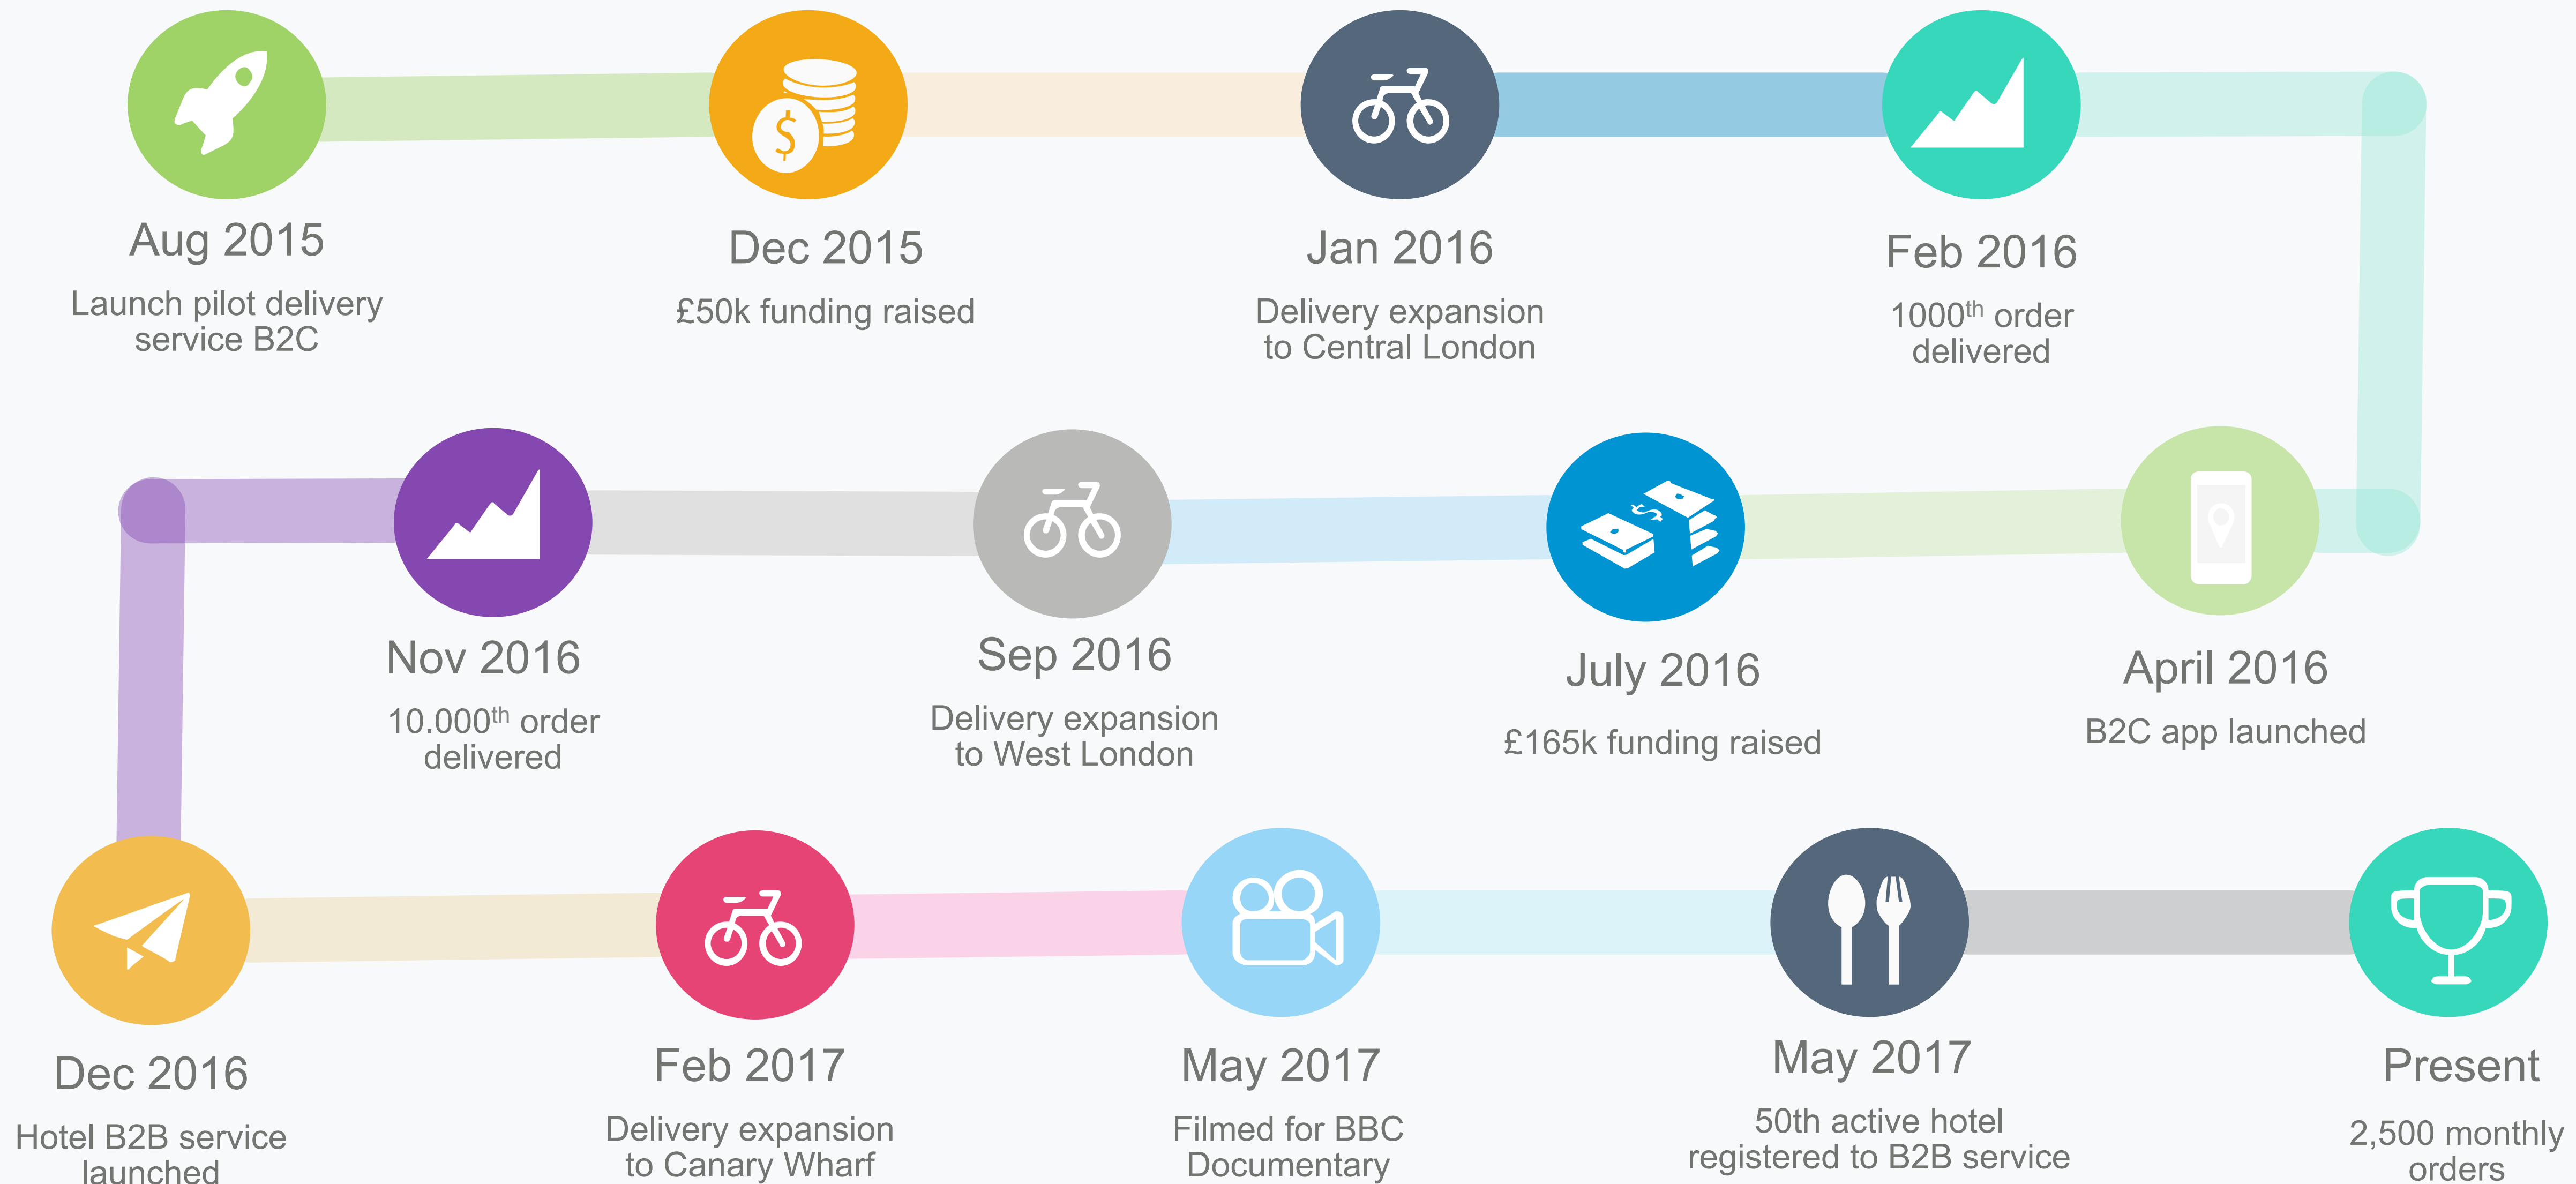 Aug 2015
Launch pilot delivery
service B2C
Dec 2015
£50k funding raised
Jan 2016
Delivery expansion
to Central London
Feb 2016
1000th order
delivered
April 2016
B2C app launched
July 2016
£165k funding raised
Sep 2016
Delivery expansion
to West London
Nov 2016
10.000th order
delivered
Dec 2016
Hotel B2B service
launched
Feb 2017
Delivery expansion
to Canary Wharf
May 2017
Filmed for BBC
Documentary
May 2017
50th active hotel
registered to B2B service
Present
2,500 monthly
orders